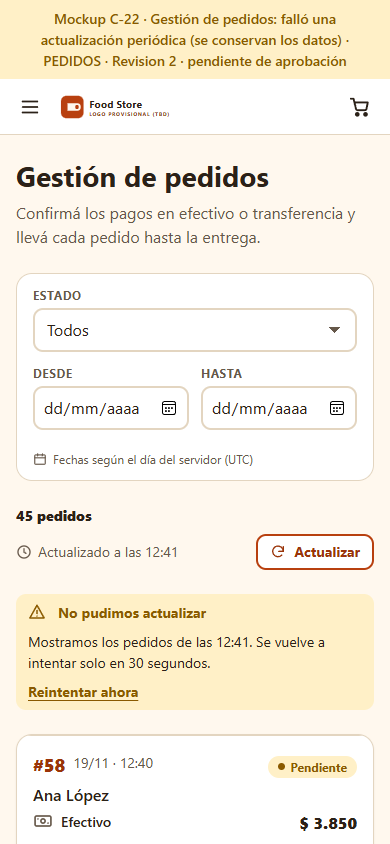 Mockup C-22 · Gestión de pedidos: falló una
actualización periódica (se conservan los datos) ·
PEDIDOS · Revision 2 · pendiente de aprobación
Food Store
LOGO PROVISIONAL (TBD)
Gestión de pedidos
Confirmá los pagos en efectivo o transferencia y
llevá cada pedido hasta la entrega.
ESTADO
Todos
DESDE HASTA
dd/mm/aaaa dd/mm/aaaa
Fechas según el día del servidor (UTC)
45 pedidos
Actualizado a las 12:41 Actualizar
No pudimos actualizar
Mostramos los pedidos de las 12:41. Se vuelve a
intentar solo en 30 segundos.
Reintentar ahora
#58 19/11 · 12:40 Pendiente
Ana López
Efectivo $ 3.850